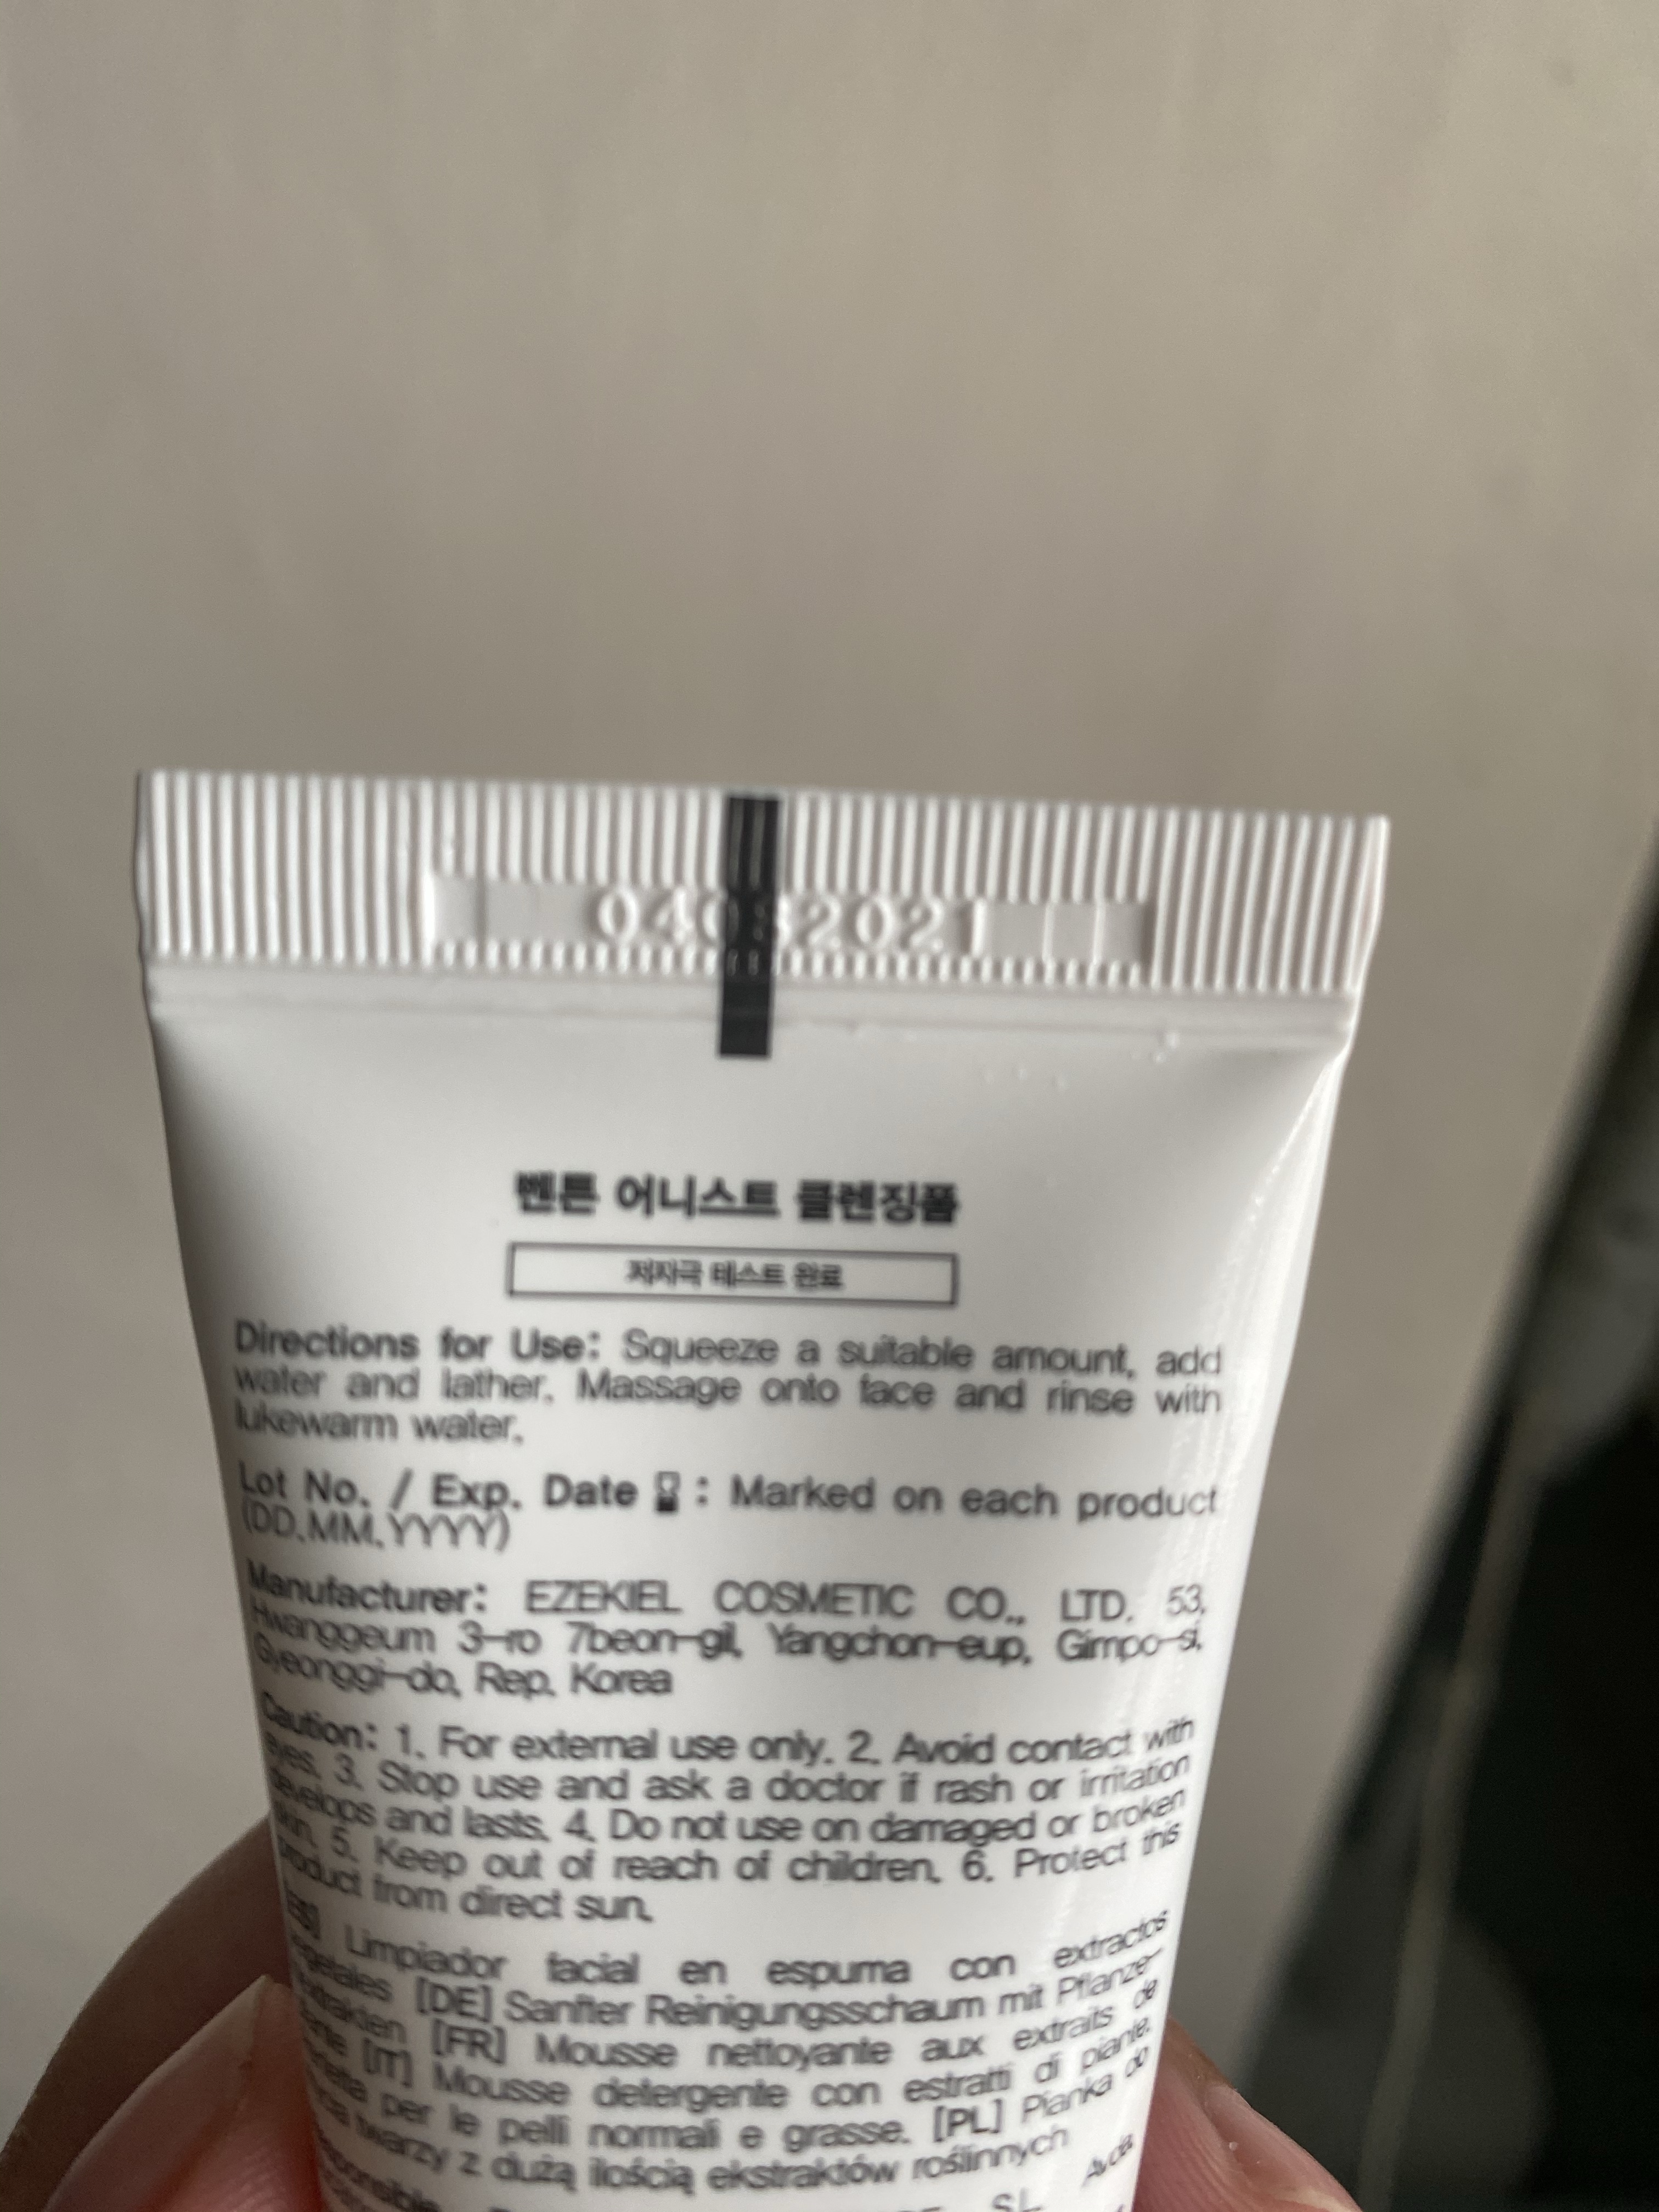 벤튼 어니스트 클렌징폼
저자극 테스트 완료
Directions for Use: Squeeze a suitable amount, add
water and lather. Massage onto face and rinse with
lukewarm water.
Lot No. / Exp. Date : Marked on each product
(DD.MM.YYYY)
Manufacturer: EZEKIEL COSMETIC CO., LTD. 53,
Hwanggeum 3-ro 7beon-gil, Yangchon-eup, Gimpo-si,
Gyeonggi-do, Rep. Korea
Caution: 1. For external use only. 2. Avoid contact with
eyes. 3. Stop use and ask a doctor if rash or irritation
develops and lasts. 4. Do not use on damaged or broken
skin. 5. Keep out of reach of children. 6. Protect this
product from direct sun.
[ES] Limpiador facial en espuma con extractos
vegetales [DE] Sanfter Reinigungsschaum mit Pflanze-
[FR] Mousse nettoyante aux extraits de
[IT] Mousse detergente con estratti di piante.
per le pelli normali e grasse. [PL] Pianka do
twarzy z dużą ilością ekstraktów roślinnych
SL Avda.